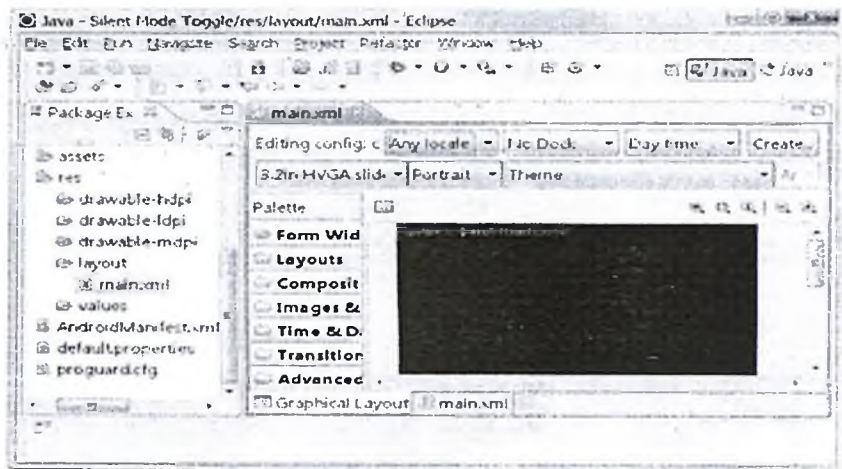 Java - Silent Mode Toggle/res/layout/main.xml - Eclipse
File Edit Run Navigate Search Project Refactor Window Help
Java Java
Package Ex
main.xml
Editing config: Any locale No Dock Day time Create...
3.2in HVGA slid Portrait Theme
assets
res
drawable-hdpi
drawable-ldpi
drawable-mdpi
layout
main.xml
values
AndroidManifest.xml
default.properties
proguard.cfg
Palette
Form Wid
Layouts
Composit
Images &
Time & D
Transition
Advanced
Graphical Layout main.xml